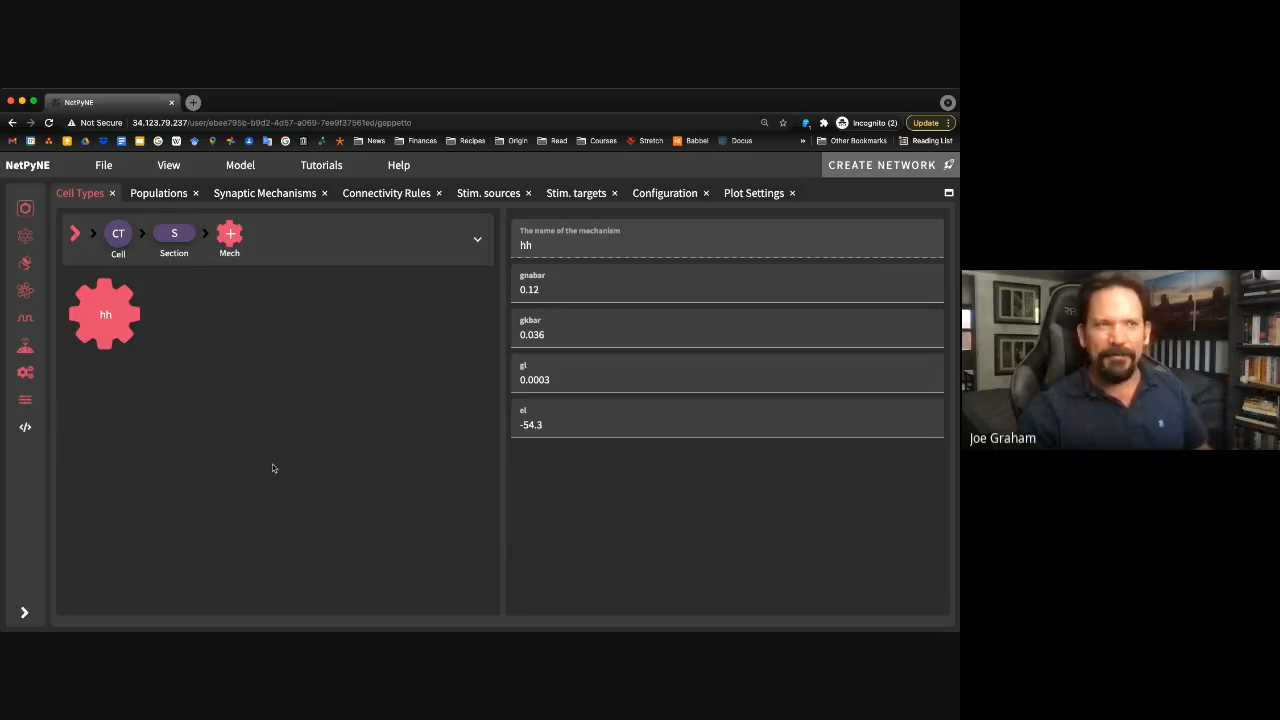 NetPyNE
Not Secure 34.123.79.237/user/ebee795b-b9d2-4d57-a069-7ee9f37561ed/geppetto Incognito (2) Update
News Finances Recipes Origin Read Courses Stretch Babbel Docus Other Bookmarks Reading List
NetPyNE File View Model Tutorials Help CREATE NETWORK
Cell Types Populations Synaptic Mechanisms Connectivity Rules Stim. sources Stim. targets Configuration Plot Settings
CT S
Cell Section Mech
hh
The name of the mechanism
hh
gnabar
0.12
gkbar
0.036
gl
0.0003
el
-54.3
Joe Graham